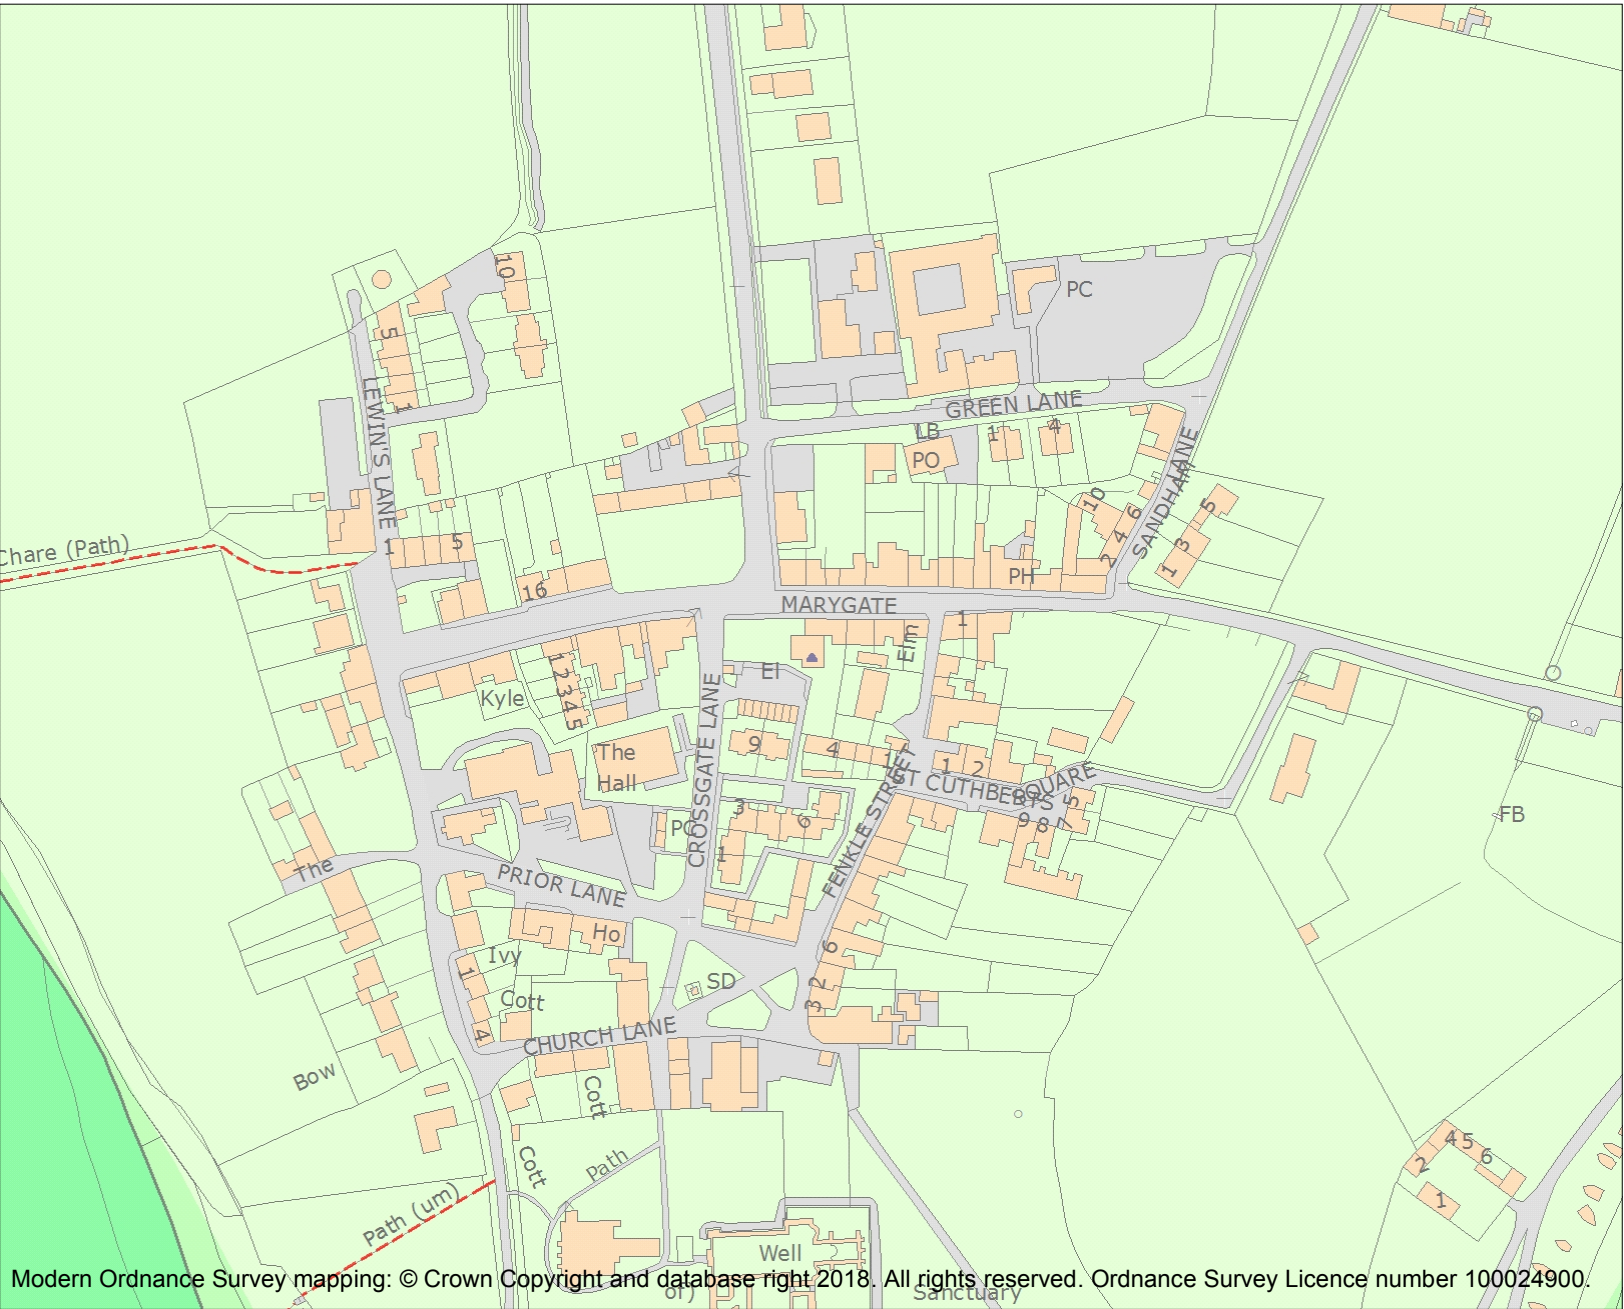 10
PC
5
LEWIN'S LANE
1
GREEN LANE
LB
PO
1
4
SANDHAM
LANE
10
6
4
2
5
3
1
Chare (Path)
1
5
16
PH
MARYGATE
Elm
1
El
Kyle
1 2 3 4 5
The
Hall
CROSSGATE LANE
9
4
1
1
2
ST CUTHBERTS
SQUARE
5
7
8
9
FENKLE STREET
3
6
1
PC
FB
The
PRIOR LANE
Ho
Ivy
1
Cott
4
SD
6
2
3
CHURCH LANE
Bow
Cott
Cott
Path
Path (um)
4 5
6
2
1
Well
of)
Sanctuary
Modern Ordnance Survey mapping: © Crown Copyright and database right 2018. All rights reserved. Ordnance Survey Licence number 100024900.